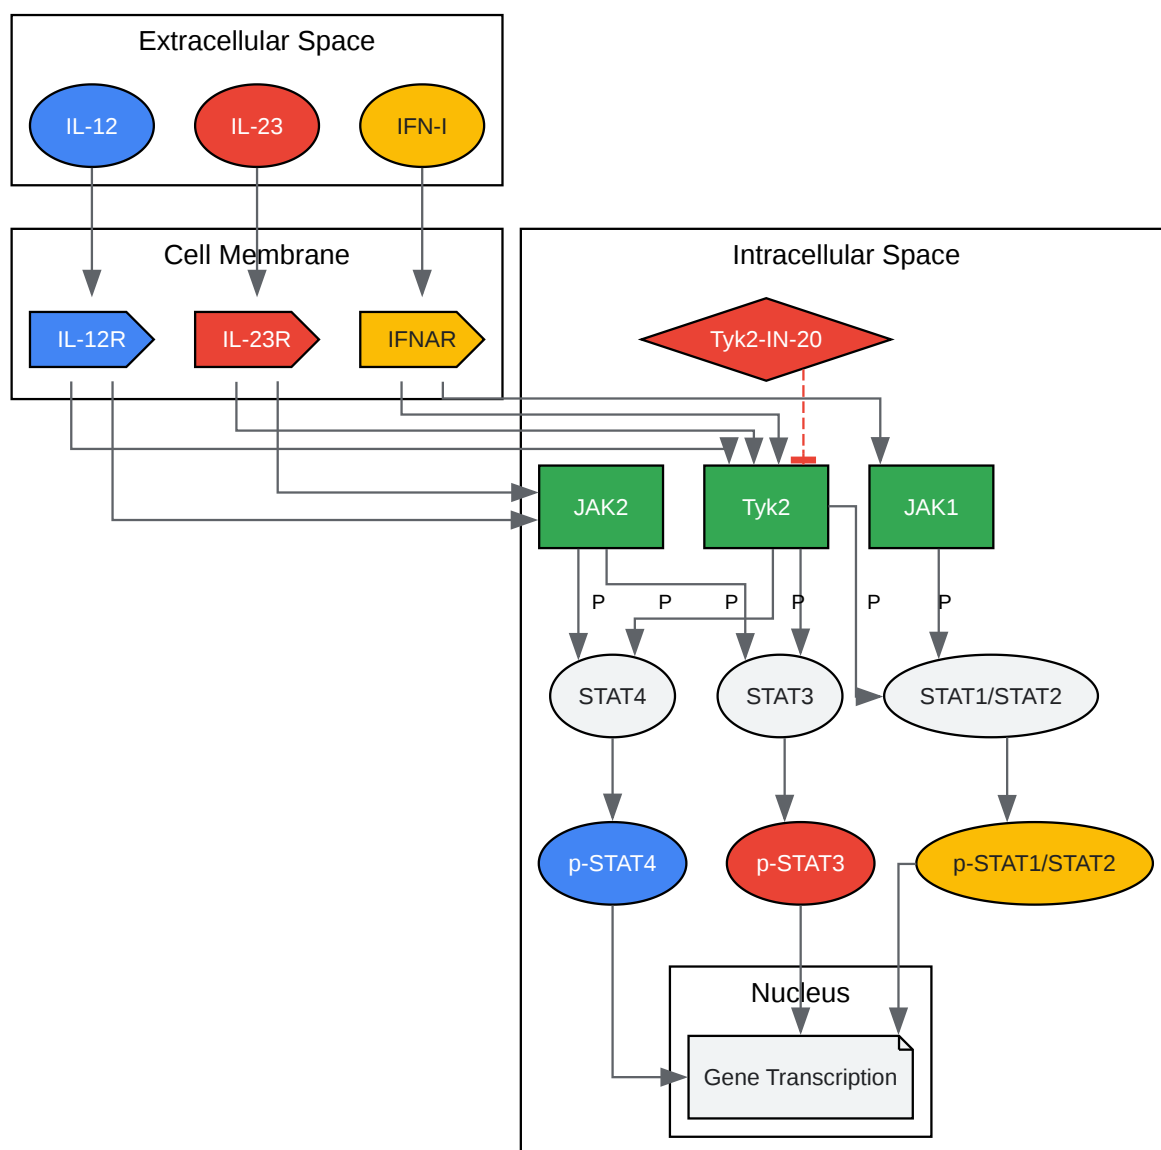 Extracellular Space
IL-12
IL-23
IFN-I
Cell Membrane
Intracellular Space
IL-12R
IL-23R
IFNAR
Tyk2-IN-20
JAK2
Tyk2
JAK1
P
P
P
P
P
P
STAT4
STAT3
STAT1/STAT2
p-STAT4
p-STAT3
p-STAT1/STAT2
Nucleus
Gene Transcription